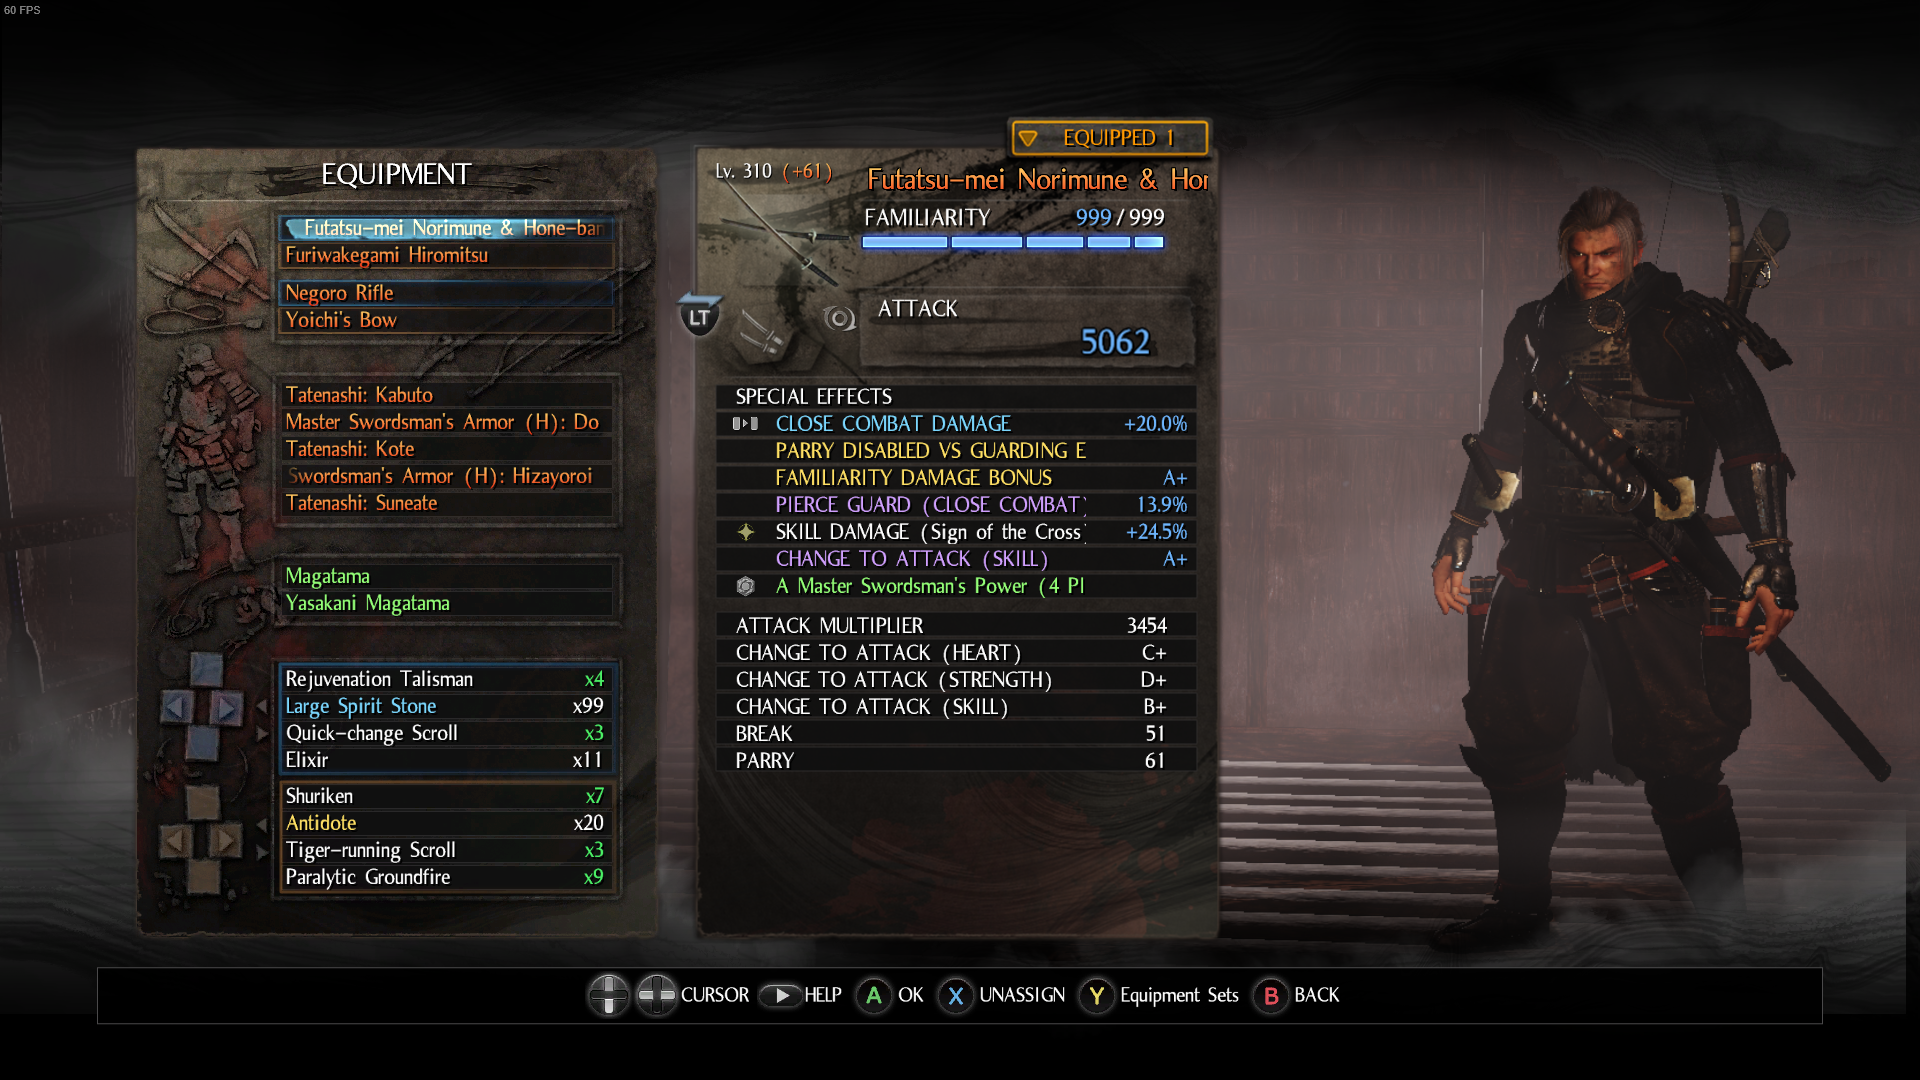 60 FPS
EQUIPMENT
Futatsu-mei Norimune & Hone-ban
Furiwakegami Hiromitsu
Negoro Rifle
Yoichi's Bow
Tatenashi: Kabuto
Master Swordsman's Armor (H): Do
Tatenashi: Kote
Swordsman's Armor (H): Hizayoroi
Tatenashi: Suneate
Magatama
Yasakani Magatama
Rejuvenation Talisman x4
Large Spirit Stone x99
Quick-change Scroll x3
Elixir x11
Shuriken x7
Antidote x20
Tiger-running Scroll x3
Paralytic Groundfire x9
EQUIPPED 1
Lv. 310 (+61)
Futatsu-mei Norimune & Hor
FAMILIARITY 999/999
LT
ATTACK
5062
SPECIAL EFFECTS
CLOSE COMBAT DAMAGE +20.0%
PARRY DISABLED VS GUARDING E
FAMILIARITY DAMAGE BONUS A+
PIERCE GUARD (CLOSE COMBAT) 13.9%
SKILL DAMAGE (Sign of the Cross) +24.5%
CHANGE TO ATTACK (SKILL) A+
A Master Swordsman's Power (4 Pl
ATTACK MULTIPLIER 3454
CHANGE TO ATTACK (HEART) C+
CHANGE TO ATTACK (STRENGTH) D+
CHANGE TO ATTACK (SKILL) B+
BREAK 51
PARRY 61
CURSOR HELP A OK X UNASSIGN Y Equipment Sets B BACK